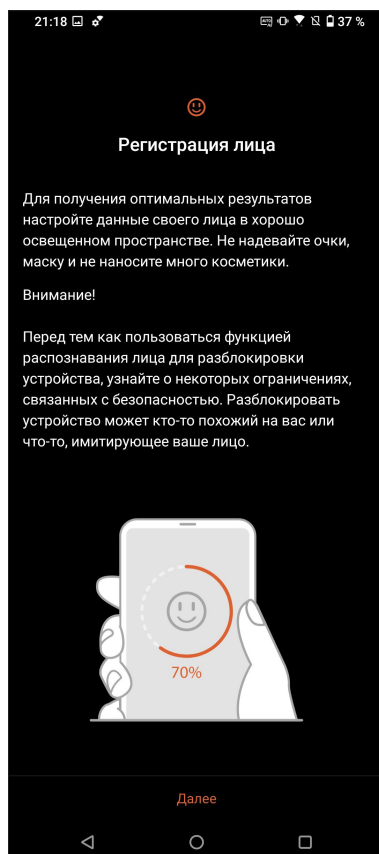 21:18
37 %
Регистрация лица
Для получения оптимальных результатов
настройте данные своего лица в хорошо
освещенном пространстве. Не надевайте очки,
маску и не наносите много косметики.
Внимание!
Перед тем как пользоваться функцией
распознавания лица для разблокировки
устройства, узнайте о некоторых ограничениях,
связанных с безопасностью. Разблокировать
устройство может кто-то похожий на вас или
что-то, имитирующее ваше лицо.
70%
Далее